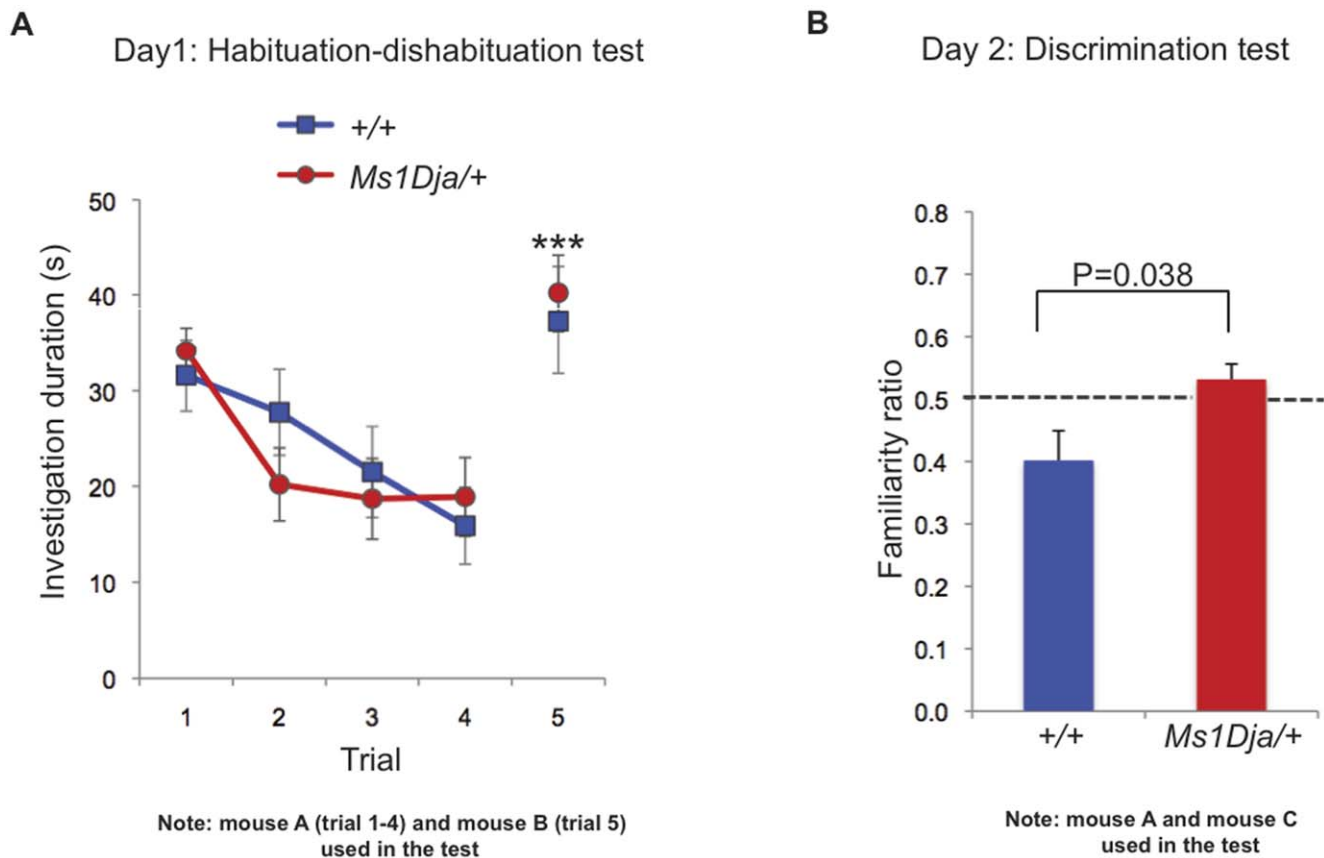 A
Day1: Habituation-dishabituation test
+/+
Ms1Dja/+
50
40
30
20
10
0
Investigation duration (s)
***
1 2 3 4 5
Trial
Note: mouse A (trial 1-4) and mouse B (trial 5)
used in the test
B
Day 2: Discrimination test
0.8
0.7
0.6
0.5
0.4
0.3
0.2
0.1
0.0
Familiarity ratio
P=0.038
+/+ Ms1Dja/+
Note: mouse A and mouse C
used in the test